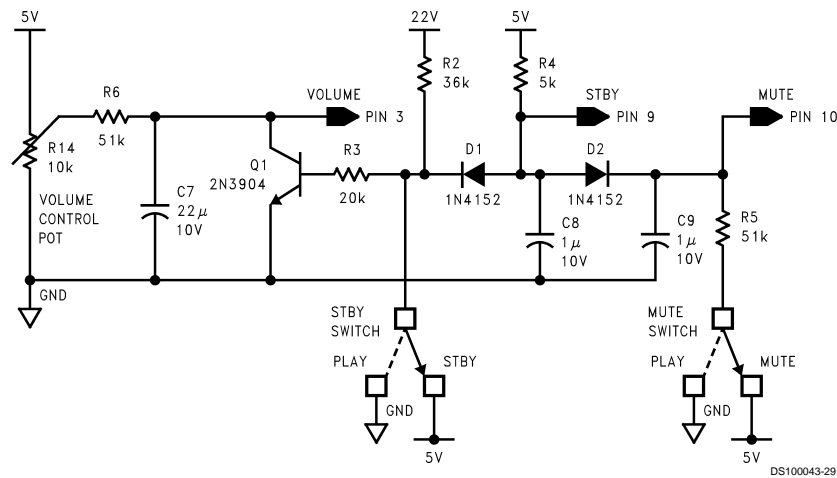 5V
22V
5V
R6
51k
VOLUME
PIN 3
R2
36k
R4
5k
STBY
PIN 9
MUTE
PIN 10
R14
10k
VOLUME
CONTROL
POT
C7
22μ
10V
Q1
2N3904
R3
20k
D1
1N4152
D2
1N4152
C8
1μ
10V
C9
1μ
10V
R5
51k
GND
STBY
SWITCH
PLAY
STBY
GND
5V
MUTE
SWITCH
PLAY
MUTE
GND
5V
DS100043-29